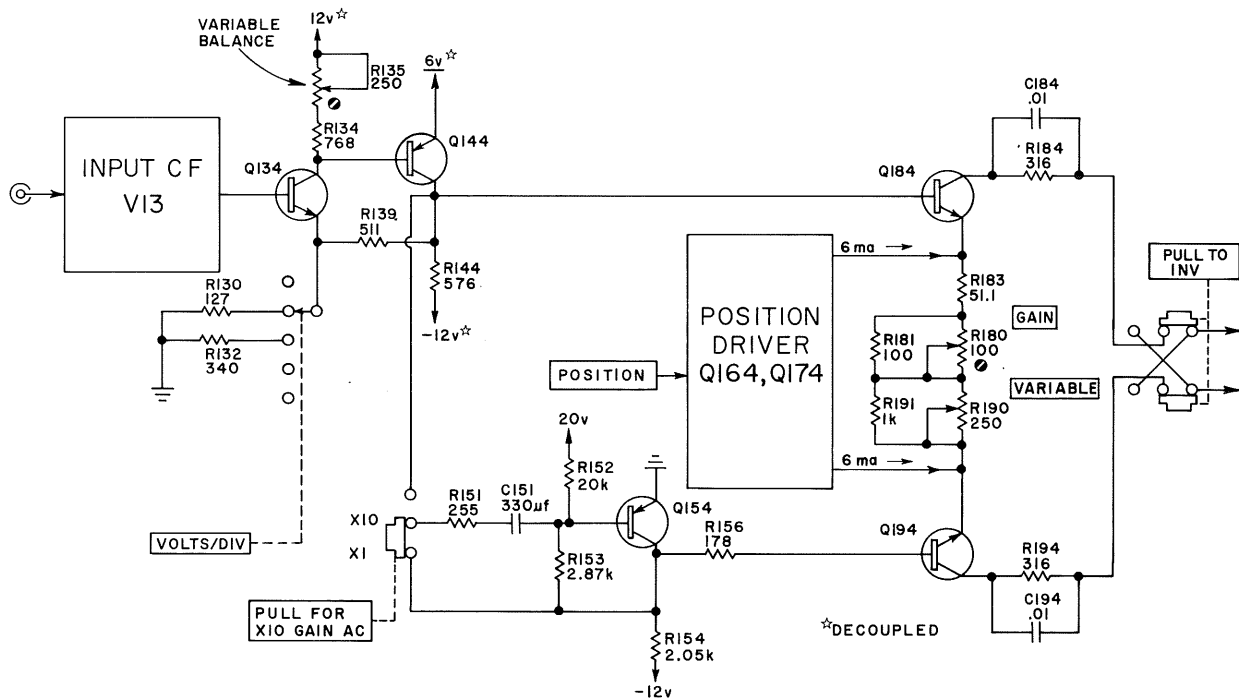 VARIABLE
BALANCE
12v☆
R135
250
6v☆
R134
768
Q144
Q134
INPUT CF
V13
R139
511
R144
576
-12v☆
R130
127
R132
340
C184
.01
R184
316
Q184
6 ma
R183
51.1
PULL TO
INV
POSITION
DRIVER
Q164, Q174
GAIN
R181
100
R180
100
POSITION
VARIABLE
R191
1k
R190
250
6 ma
20v
R152
20k
R151
255
C151
330µf
Q154
X10
X1
R156
178
Q194
VOLTS/DIV
R153
2.87k
R194
316
PULL FOR
X10 GAIN AC
C194
.01
R154
2.05k
-12v
☆DECOUPLED